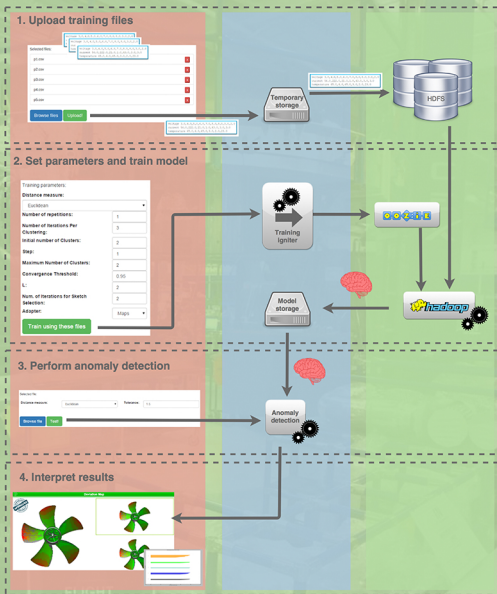 1. Upload training files
Selected files:
p1.csv
p2.csv
p3.csv
p4.csv
p5.csv
Browse files
Upload
Temporary
storage
HDFS
2. Set parameters and train model
Training parameters:
Distance measure:
Euclidean
Number of repetitions:
1
Number of Iterations Per
Clustering:
3
Initial number of Clusters:
2
Step:
1
Maximum Number of Clusters:
2
Convergence Threshold:
L:
2
Num. of Iterations for Sketch
Selection:
2
Adapter:
Maps
Train using these files
Training
igniter
OOZIE
hadoop
Model
storage
3. Perform anomaly detection
Distance measure:
Euclidean
Tolerance:
Browse file
Test
Anomaly
detection
4. Interpret results